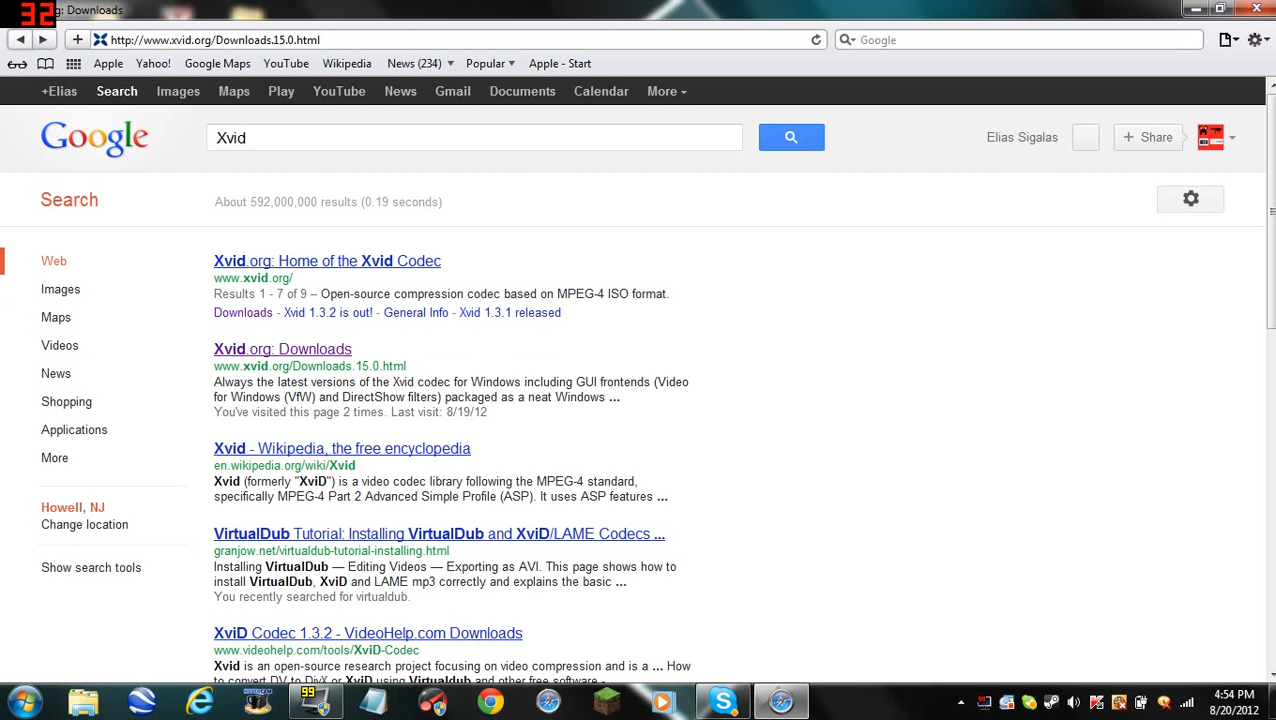 32
g: Downloads
http://www.xvid.org/Downloads.15.0.html
Google
Apple Yahoo! Google Maps YouTube Wikipedia News (234) Popular Apple - Start
+Elias Search Images Maps Play YouTube News Gmail Documents Calendar More
Google
Xvid
Elias Sigalas
+ Share
Search
About 592,000,000 results (0.19 seconds)
Web
Images
Maps
Videos
News
Shopping
Applications
More
Howell, NJ
Change location
Show search tools
Xvid.org: Home of the Xvid Codec
www.xvid.org/
Results 1 - 7 of 9 – Open-source compression codec based on MPEG-4 ISO format.
Downloads - Xvid 1.3.2 is out! - General Info - Xvid 1.3.1 released
Xvid.org: Downloads
www.xvid.org/Downloads.15.0.html
Always the latest versions of the Xvid codec for Windows including GUI frontends (Video
for Windows (VfW) and DirectShow filters) packaged as a neat Windows ...
You've visited this page 2 times. Last visit: 8/19/12
Xvid - Wikipedia, the free encyclopedia
en.wikipedia.org/wiki/Xvid
Xvid (formerly "XviD") is a video codec library following the MPEG-4 standard,
specifically MPEG-4 Part 2 Advanced Simple Profile (ASP). It uses ASP features ...
VirtualDub Tutorial: Installing VirtualDub and XviD/LAME Codecs ...
granjow.net/virtualdub-tutorial-installing.html
Installing VirtualDub — Editing Videos — Exporting as AVI. This page shows how to
install VirtualDub, XviD and LAME mp3 correctly and explains the basic ...
You recently searched for virtualdub.
XviD Codec 1.3.2 - VideoHelp.com Downloads
www.videohelp.com/tools/XviD-Codec
Xvid is an open-source research project focusing on video compression and is a ... How
to convert DV to DivX or XviD using Virtualdub and other free software -
99
4:54 PM
8/20/2012